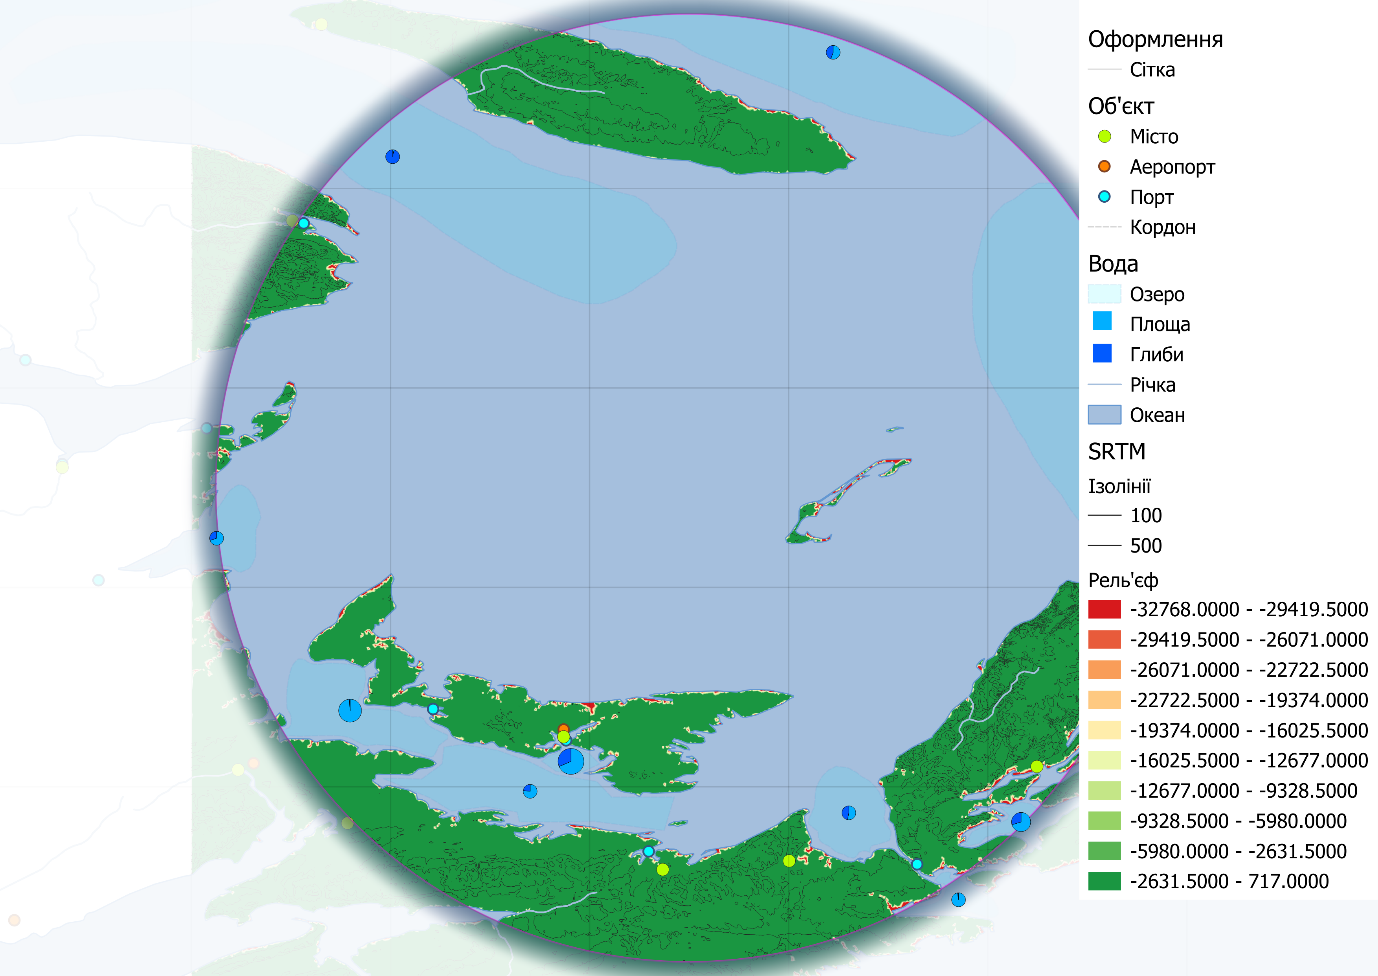 Оформлення
Сітка
Об'єкт
Місто
Аеропорт
Порт
Кордон
Вода
Озеро
Площа
Глиби
Річка
Океан
SRTM
Ізолінії
100
500
Рель'єф
-32768.0000 - -29419.5000
-29419.5000 - -26071.0000
-26071.0000 - -22722.5000
-22722.5000 - -19374.0000
-19374.0000 - -16025.5000
-16025.5000 - -12677.0000
-12677.0000 - -9328.5000
-9328.5000 - -5980.0000
-5980.0000 - -2631.5000
-2631.5000 - 717.0000